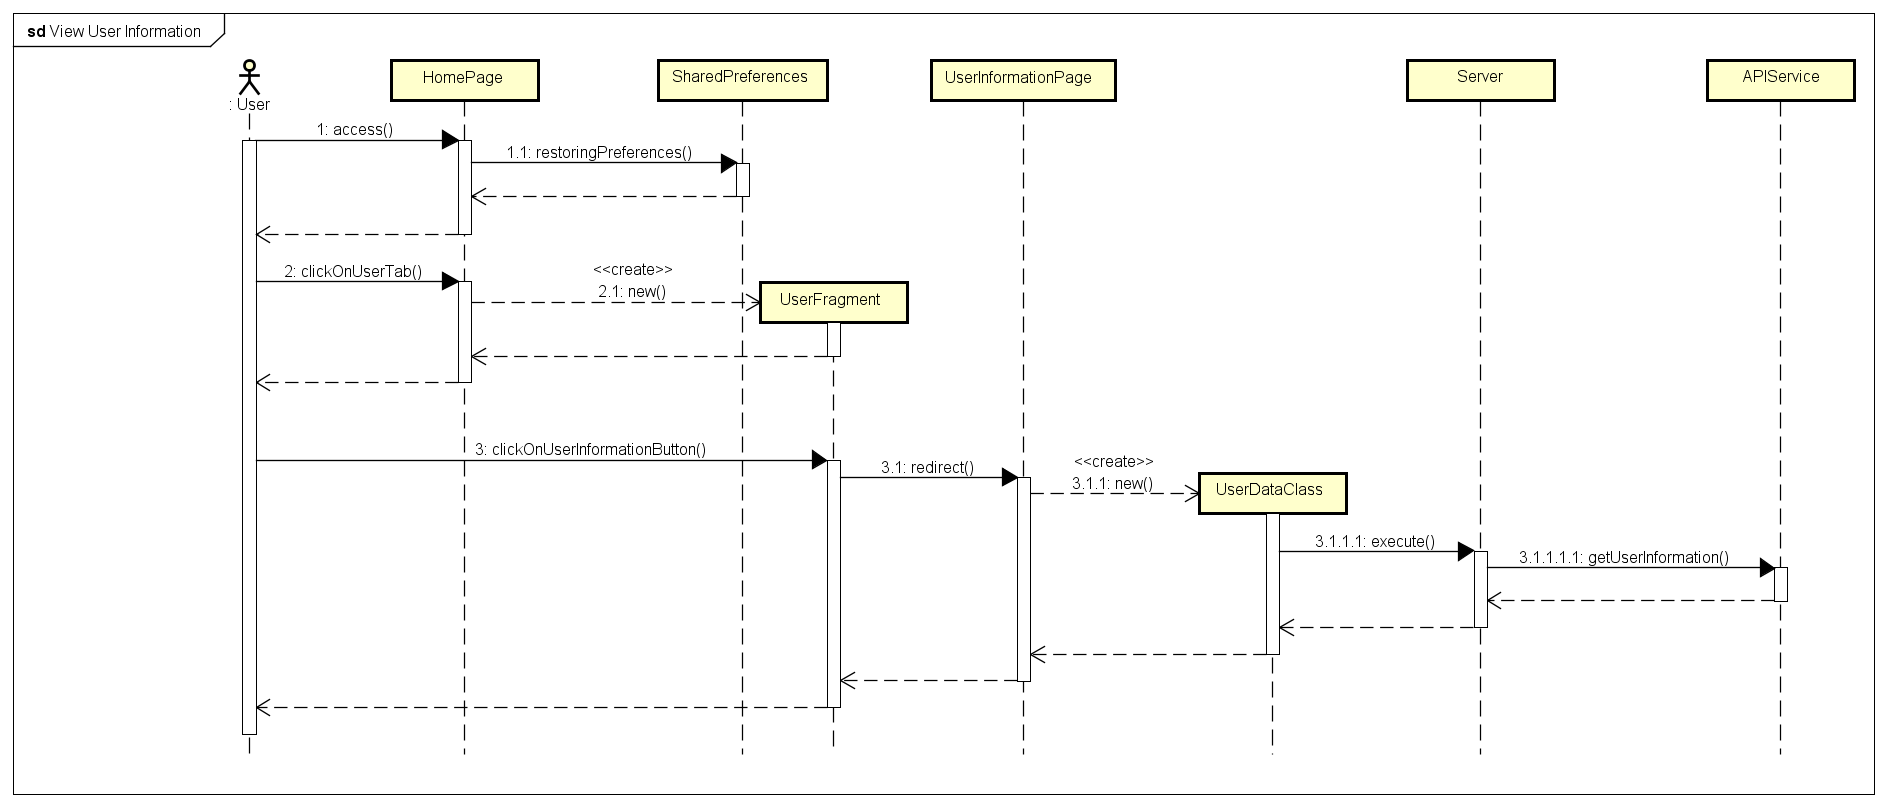 sd View User Information
: User
HomePage
SharedPreferences
UserInformationPage
Server
APIService
1: access()
1.1: restoringPreferences()
2: clickOnUserTab()
<<create>>
2.1: new()
UserFragment
3: clickOnUserInformationButton()
3.1: redirect()
<<create>>
3.1.1: new()
UserDataClass
3.1.1.1: execute()
3.1.1.1.1: getUserInformation()